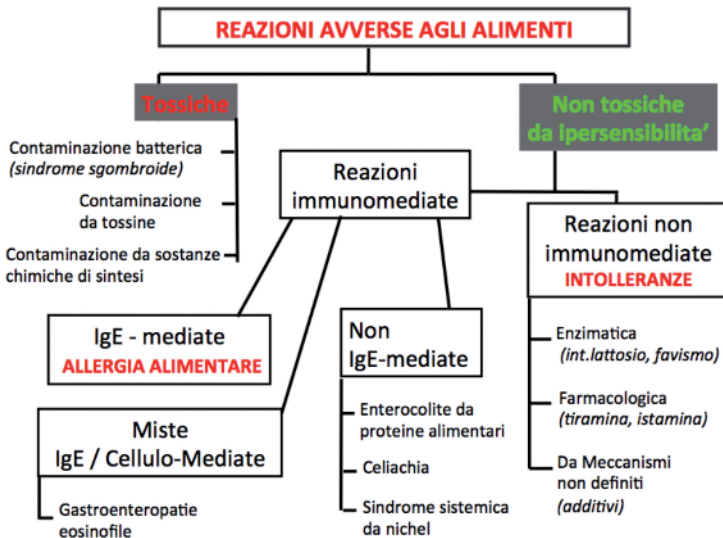 REAZIONI AVVERSE AGLI ALIMENTI
Tossiche
Contaminazione batterica
(sindrome sgombroide)
Contaminazione
da tossine
Contaminazione da sostanze
chimiche di sintesi
Non tossiche
da ipersensibilita’
Reazioni
immunomediate
IgE - mediate
ALLERGIA ALIMENTARE
Miste
IgE / Cellulo-Mediate
Gastroenteropatie
eosinofile
Non
IgE-mediate
Enterocolite da
proteine alimentari
Celiachia
Sindrome sistemica
da nichel
Reazioni non
immunomediate
INTOLLERANZE
Enzimatica
(int.lattosio, favismo)
Farmacologica
(tiramina, istamina)
Da Meccanismi
non definiti
(additivi)